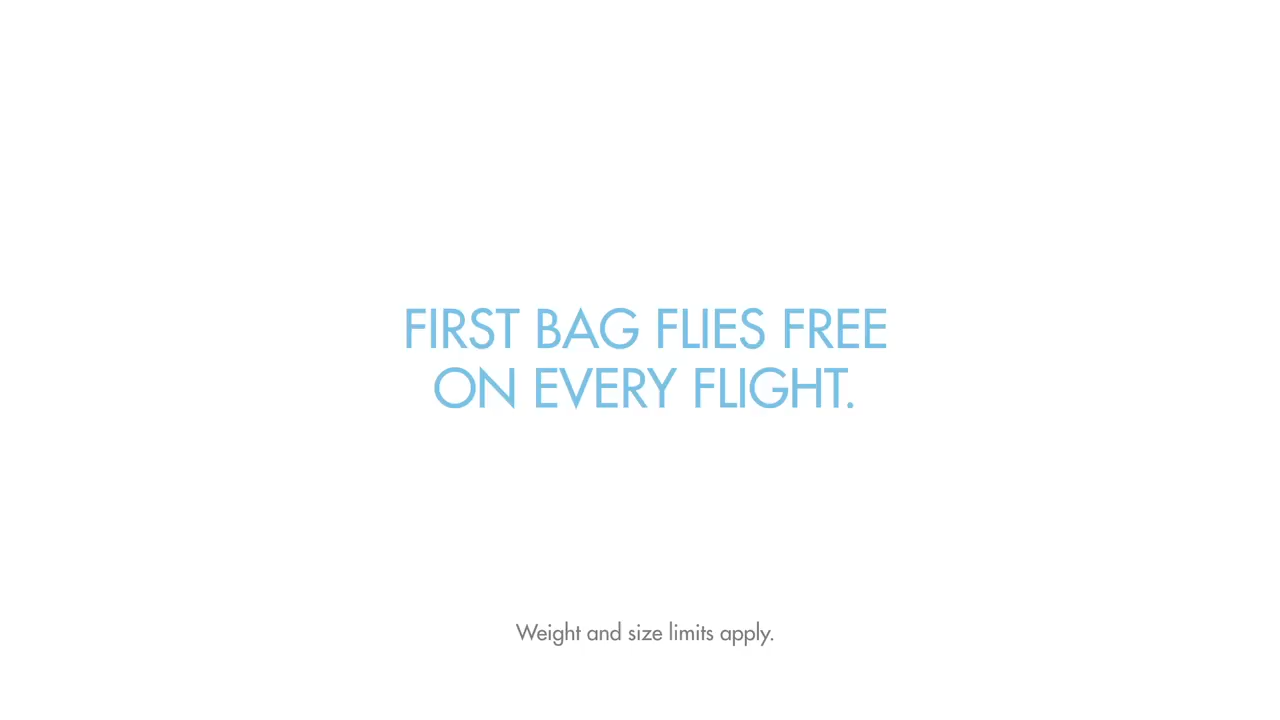 FIRST BAG FLIES FREE
ON EVERY FLIGHT.
Weight and size limits apply.